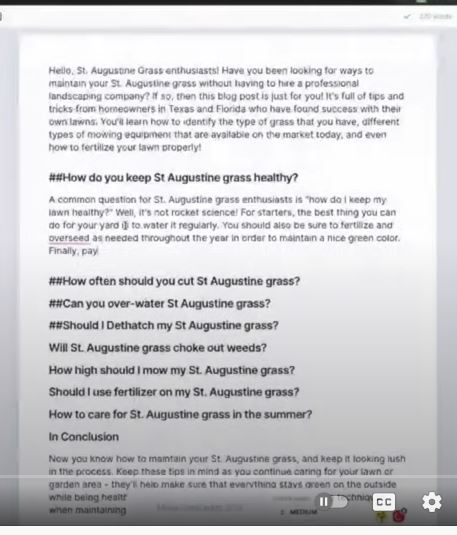 Hello, St. Augustine Grass enthusiasts! Have you been looking for ways to
maintain your St. Augustine grass without having to hire a professional
landscaping company? If so, then this blog post is just for you! It's full of tips and
tricks from homeowners in Texas and Florida who have found success with their
own lawns. You'll learn how to identify the type of grass that you have, different
types of mowing equipment that are available on the market today, and even
how to fertilize your lawn properly!
##How do you keep St Augustine grass healthy?
A common question for St. Augustine grass enthusiasts is "how do I keep my
lawn healthy?" Well, it's not rocket science! For starters, the best thing you can
do for your yard is to water it regularly. You should also be sure to fertilize and
overseed as needed throughout the year in order to maintain a nice green color.
Finally, pay
##How often should you cut St Augustine grass?
##Can you over-water St Augustine grass?
##Should I Dethatch my St Augustine grass?
Will St. Augustine grass choke out weeds?
How high should I mow my St. Augustine grass?
Should I use fertilizer on my St. Augustine grass?
How to care for St. Augustine grass in the summer?
In Conclusion
Now you know how to maintain your St. Augustine grass, and keep it looking lush
in the process. Keep these tips in mind as you continue caring for your lawn or
garden area - they'll help make sure that everything stays green on the outside
while being healt
when maintaining
MEDIUM
CC